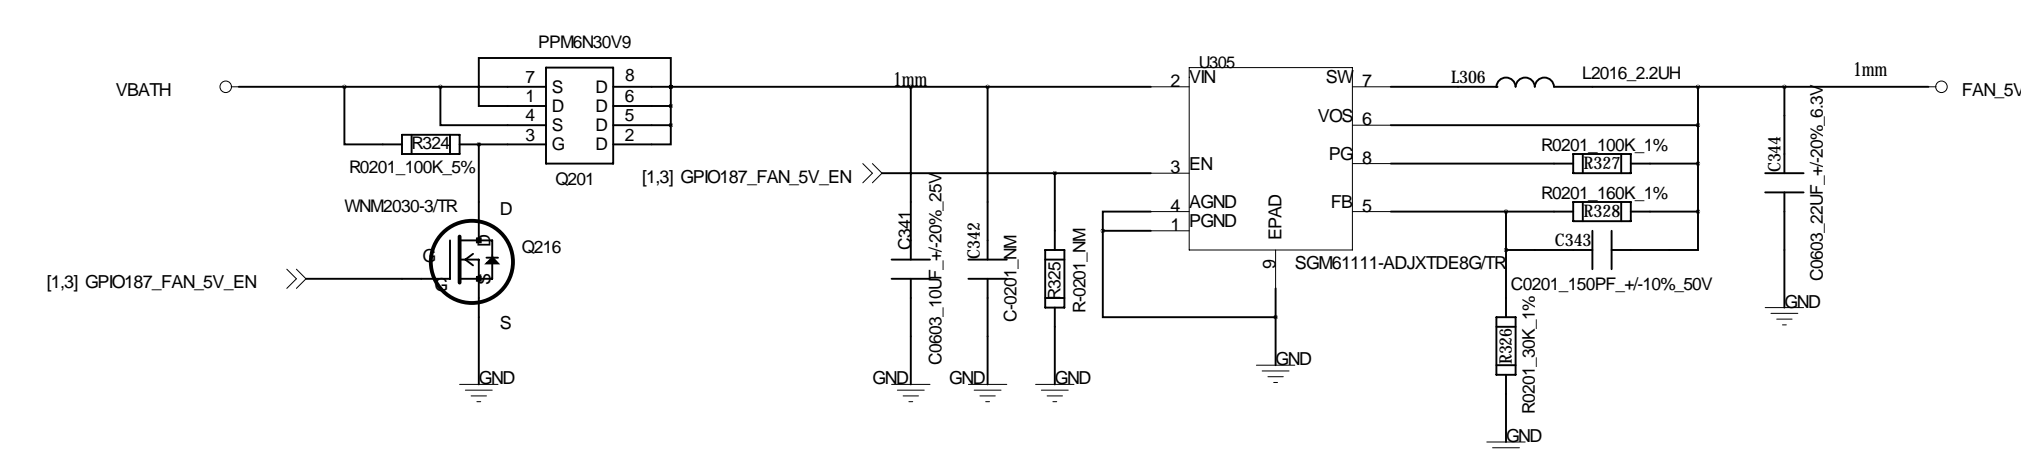 PPM6N30V9
VBATH
7
1
4
3
S
D
S
G
D
D
D
D
8
6
5
2
Q201
R324
R0201_100K_5%
WNM2030-3/TR
D
G
D
S
G
Q216
S
[1,3] GPIO187_FAN_5V_EN
GND
1mm
[1,3] GPIO187_FAN_5V_EN
C341
C0603_10UF_+/-20%_25V
GND
C342
C-0201_NM
GND
R325
R-0201_NM
GND
U305
2
VIN
3
EN
4
AGND
1
PGND
EPAD
9
SW
7
VOS
6
PG
8
FB
5
SGM61111-ADJXTDE8G/TR
GND
L306
L2016_2.2UH
1mm
FAN_5V
R0201_100K_1%
R327
R0201_160K_1%
R328
C343
C0201_150PF_+/-10%_50V
R326
R0201_30K_1%
GND
C344
C0603_22UF_+/-20%_6.3V
GND